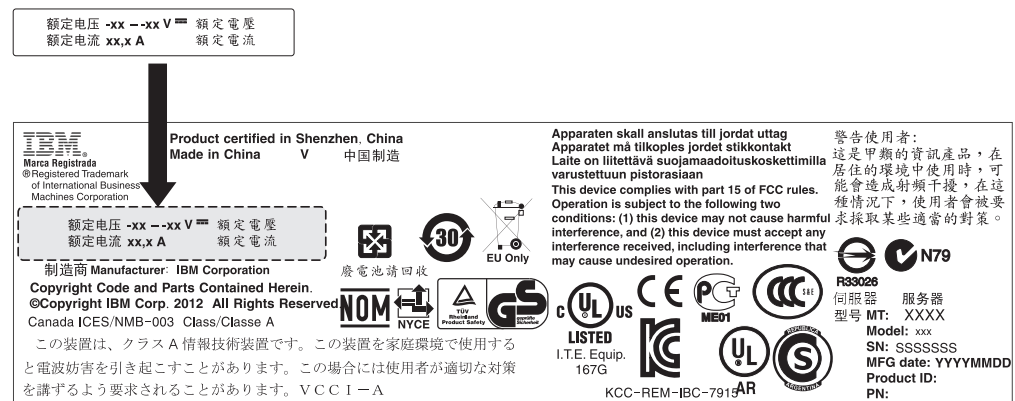 额定电压 -xx – -xx V 額定電壓
额定电流 xx,x A 額定電流
IBM®
Marca Registrada
® Registered Trademark
of International Business
Machines Corporation
Product certified in Shenzhen, China
Made in China V 中国制造
额定电压 -xx – -xx V 額定電壓
额定电流 xx,x A 額定電流
制造商 Manufacturer: IBM Corporation
Copyright Code and Parts Contained Herein.
©Copyright IBM Corp. 2012 All Rights Reserved
Canada ICES/NMB-003 Class/Classe A
この装置は、クラス A 情報技術装置です。この装置を家庭環境で使用する
と電波妨害を引き起こすことがあります。この場合には使用者が適切な対策
を講ずるよう要求されることがあります。VCCI-A
廢電池請回收
30
EU Only
NOM
NYCE
TÜV
Rheinland
Product Safety
GS
geprüfte
Sicherheit
Apparaten skall anslutas till jordat uttag
Apparatet må tilkoples jordet stikkontakt
Laite on liitettävä suojamaadoituskoskettimilla
varustettuun pistorasiaan
This device complies with part 15 of FCC rules.
Operation is subject to the following two
conditions: (1) this device may not cause harmful
interference, and (2) this device must accept any
interference received, including interference that
may cause undesired operation.
C UL US
LISTED
I.T.E. Equip.
167G
CE
KC
KCC-REM-IBC-7915
PCT
ME01
CCC S&E
UL
AR
REPUBLICA
S
ARGENTINA
警告使用者:
這是甲類的資訊產品，在
居住的環境中使用時，可
能會造成射頻干擾，在這
種情況下，使用者會被要
求採取某些適當的對策。
R33026
N79
伺服器 服务器
型号 MT: XXXX
Model: xxx
SN: SSSSSSS
MFG date: YYYYMMDD
Product ID:
PN: